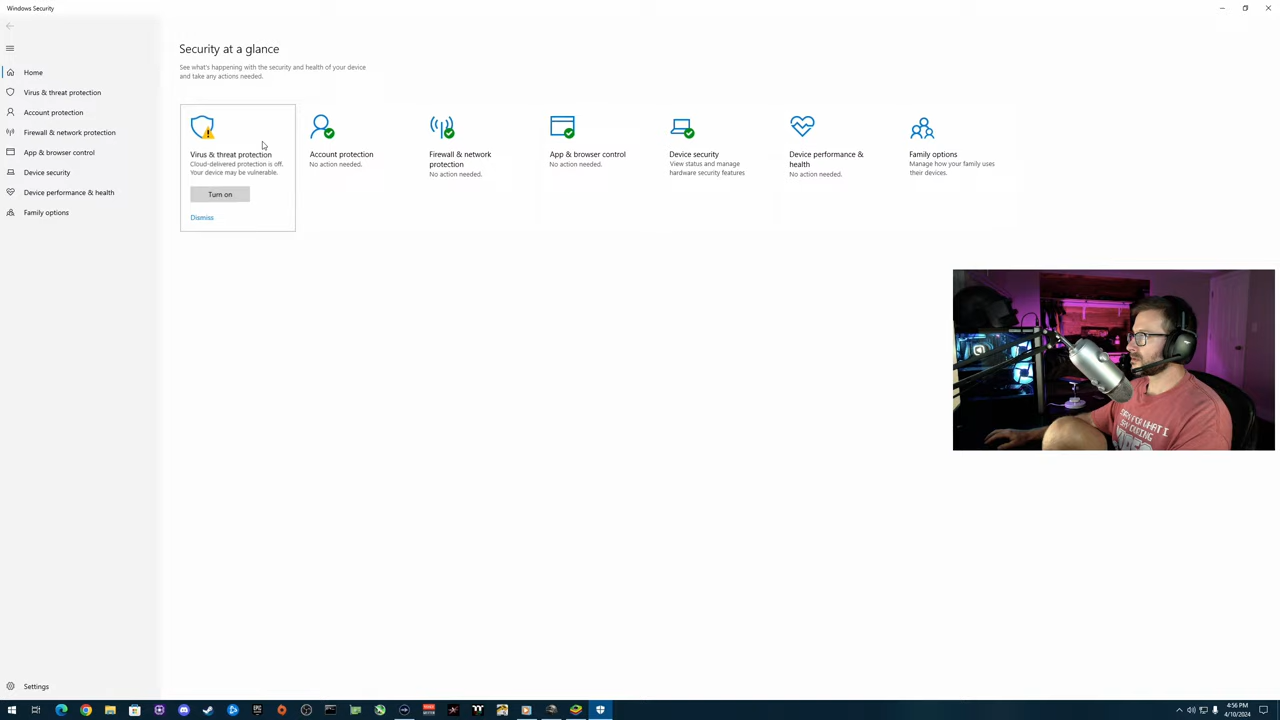 Windows Security
Security at a glance
See what's happening with the security and health of your device
and take any actions needed.
Home
Virus & threat protection
Account protection
Firewall & network protection
App & browser control
Device security
Device performance & health
Family options
Settings
Virus & threat protection
Cloud-delivered protection is off.
Your device may be vulnerable.
Turn on
Dismiss
Account protection
No action needed.
Firewall & network
protection
No action needed.
App & browser control
No action needed.
Device security
View status and manage
hardware security features
Device performance &
health
No action needed.
Family options
Manage how your family uses
their devices.
FOR WHAT I
CODING
4:56 PM
4/10/2024